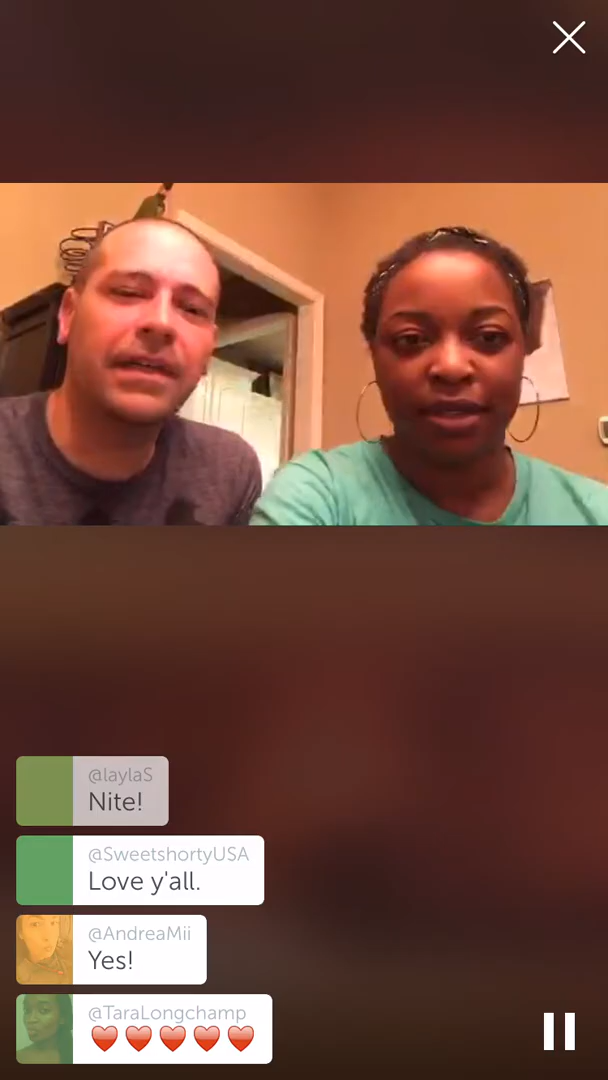 @laylaS
Nite!
@SweetshortyUSA
Love y'all.
@AndreaMii
Yes!
@TaraLongchamp
❤️❤️❤️❤️❤️